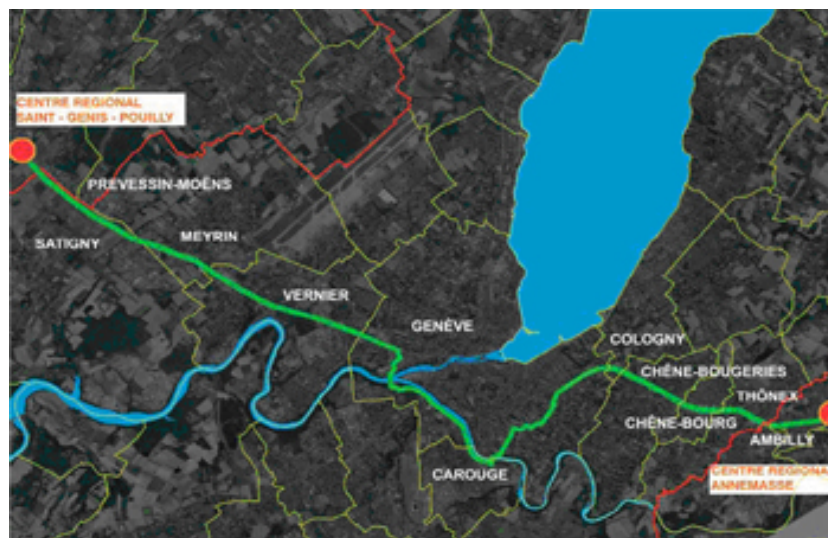 CENTRE REGIONAL
SAINT - GENIS - POUILLY
PREVESSIN-MOËNS
SATIGNY
MEYRIN
VERNIER
GENÈVE
COLOGNY
CHÊNE-BOUGERIES
THÔNEX
CHÊNE-BOURG
AMBILLY
CAROUGE
CENTRE REGIONA
ANNEMASSE